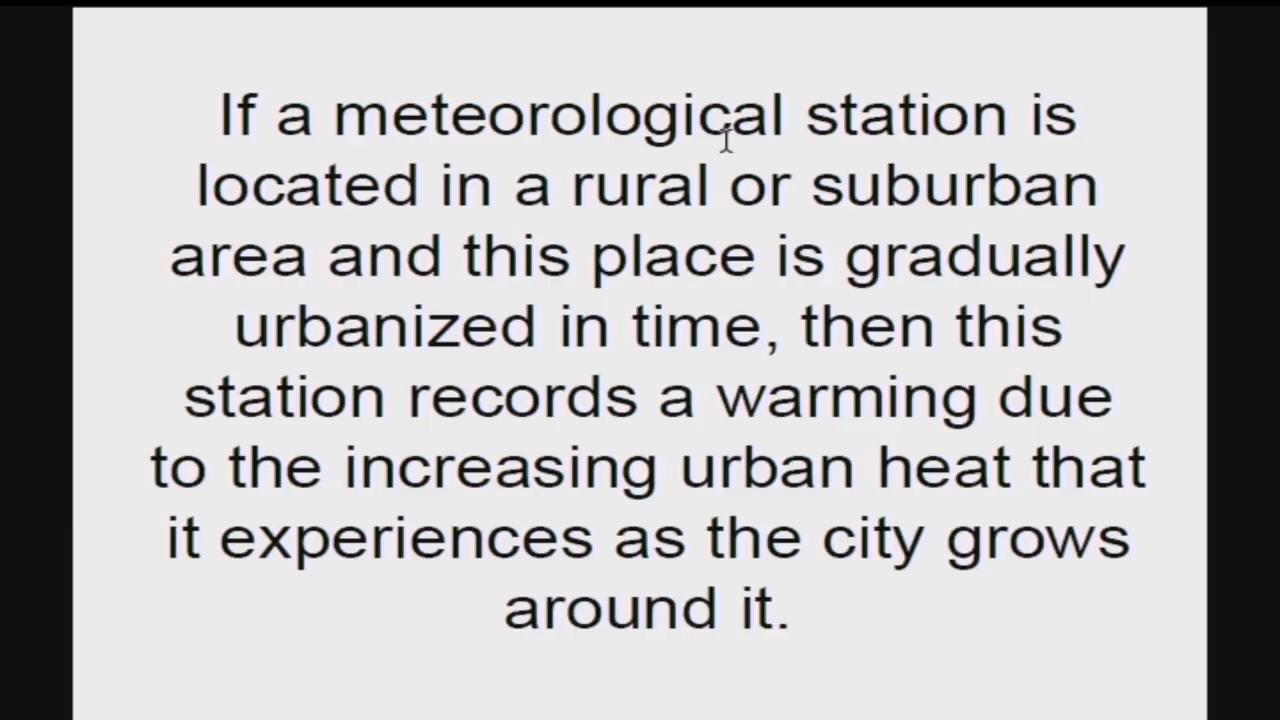 If a meteorological station is
located in a rural or suburban
area and this place is gradually
urbanized in time, then this
station records a warming due
to the increasing urban heat that
it experiences as the city grows
around it.